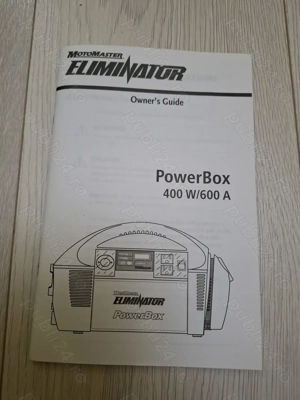 MOTOMASTER
ELIMINATOR
Owner's Guide
PowerBox
400 W/600 A
MotoMaster
ELIMINATOR
PowerBox